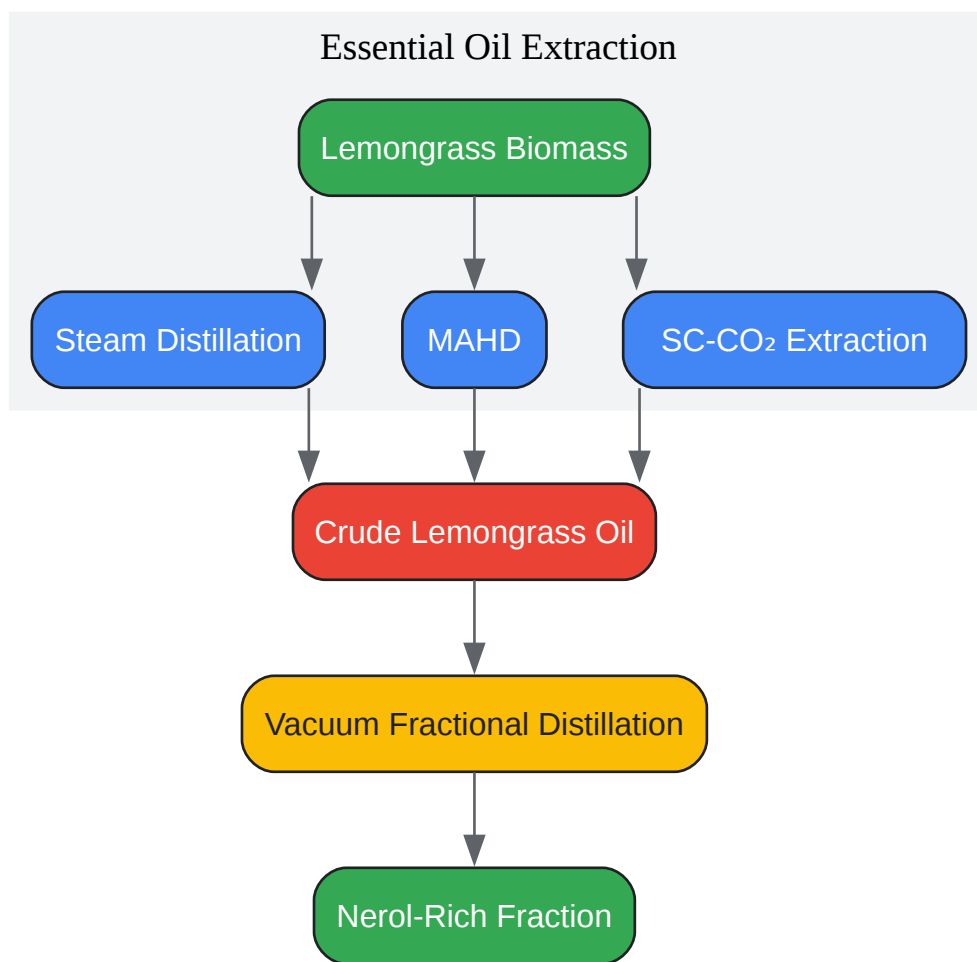 Essential Oil Extraction
Lemongrass Biomass
Steam Distillation
MAHD
SC-CO₂ Extraction
Crude Lemongrass Oil
Vacuum Fractional Distillation
Nerol-Rich Fraction